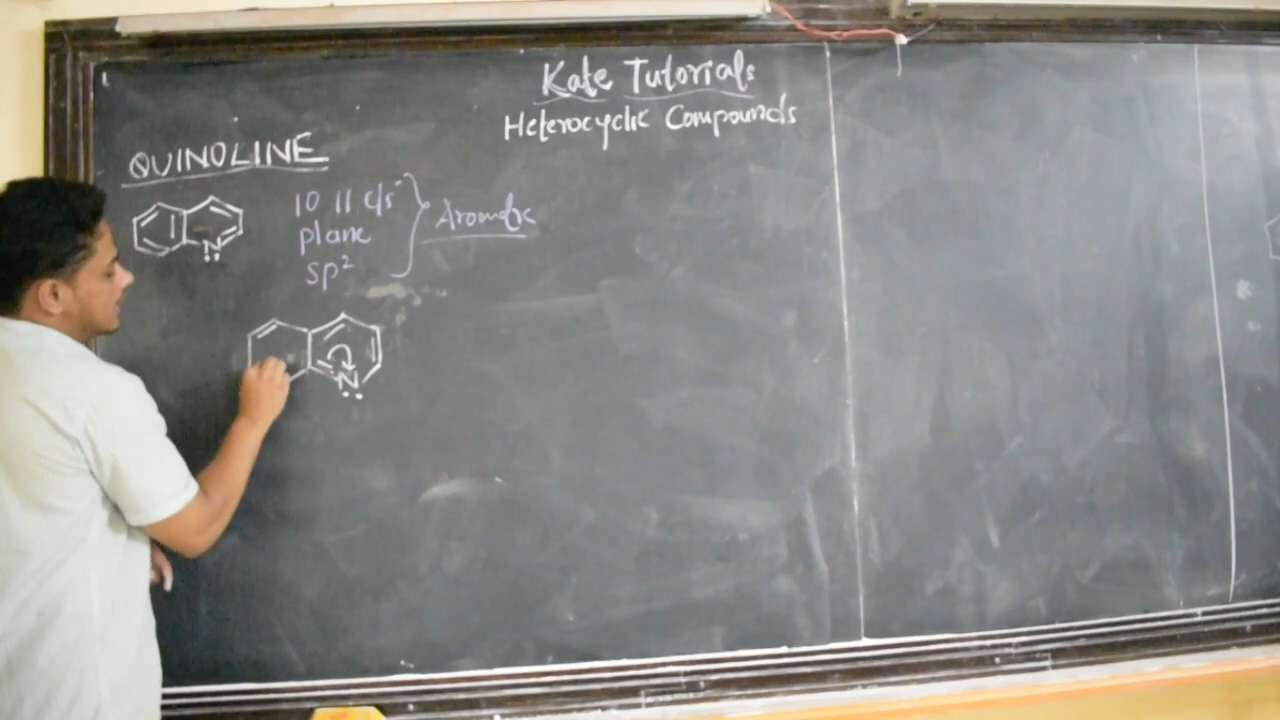 Kate Tutorials
Heterocyclic Compounds
QUINOLINE
N
10 π e/s⁻
plane
sp²
Aromatic
N